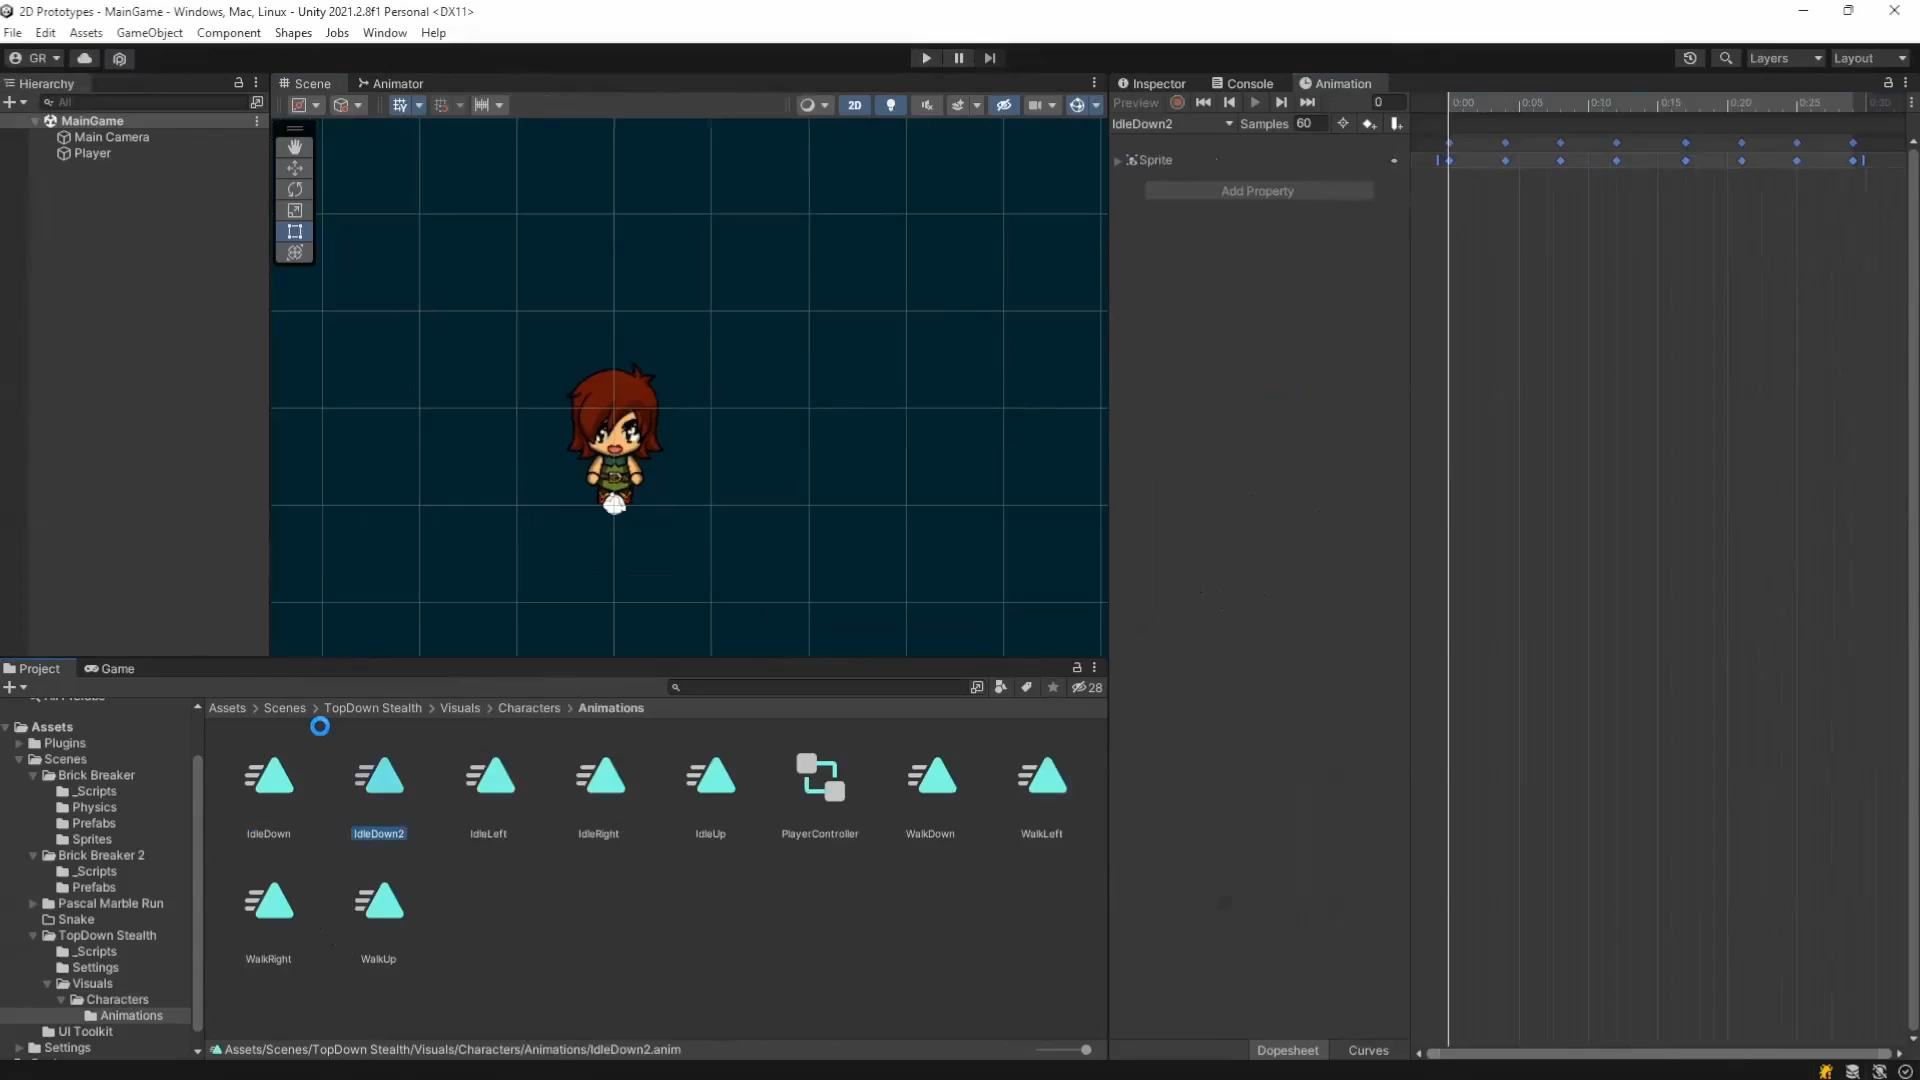 2D Prototypes - MainGame - Windows, Mac, Linux - Unity 2021.2.8f1 Personal <DX11>
File Edit Assets GameObject Component Shapes Jobs Window Help
GR Layers Layout
Hierarchy Scene Animator Inspector Console Animation
All 2D Preview 0 0:00 0:05 0:10 0:15 0:20 0:25 0:30
MainGame IdleDown2 Samples 60
Main Camera
Player Sprite
Add Property
Project Game
28
Assets > Scenes > TopDown Stealth > Visuals > Characters > Animations
Assets
Plugins
Scenes
Brick Breaker
_Scripts
Physics
Prefabs
Sprites
Brick Breaker 2
_Scripts
Prefabs
Pascal Marble Run
Snake
TopDown Stealth
_Scripts
Settings
Visuals
Characters
Animations
UI Toolkit
Settings
IdleDown IdleDown2 IdleLeft IdleRight IdleUp PlayerController WalkDown WalkLeft
WalkRight WalkUp
Assets/Scenes/TopDown Stealth/Visuals/Characters/Animations/IdleDown2.anim
Dopesheet Curves